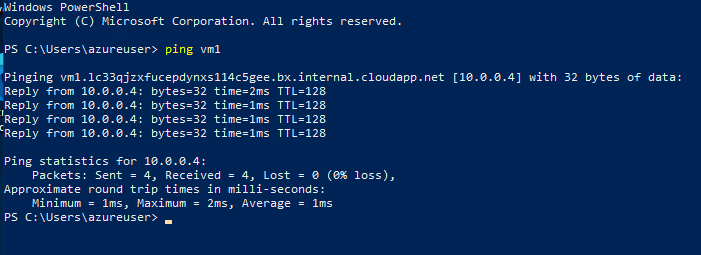 Windows PowerShell
Copyright (C) Microsoft Corporation. All rights reserved.
PS C:\Users\azureuser> ping vm1
Pinging vm1.lc33qjzxfucepdynxs114c5gee.bx.internal.cloudapp.net [10.0.0.4] with 32 bytes of data:
Reply from 10.0.0.4: bytes=32 time=2ms TTL=128
Reply from 10.0.0.4: bytes=32 time=1ms TTL=128
Reply from 10.0.0.4: bytes=32 time=1ms TTL=128
Reply from 10.0.0.4: bytes=32 time=1ms TTL=128
Ping statistics for 10.0.0.4:
    Packets: Sent = 4, Received = 4, Lost = 0 (0% loss),
Approximate round trip times in milli-seconds:
    Minimum = 1ms, Maximum = 2ms, Average = 1ms
PS C:\Users\azureuser>